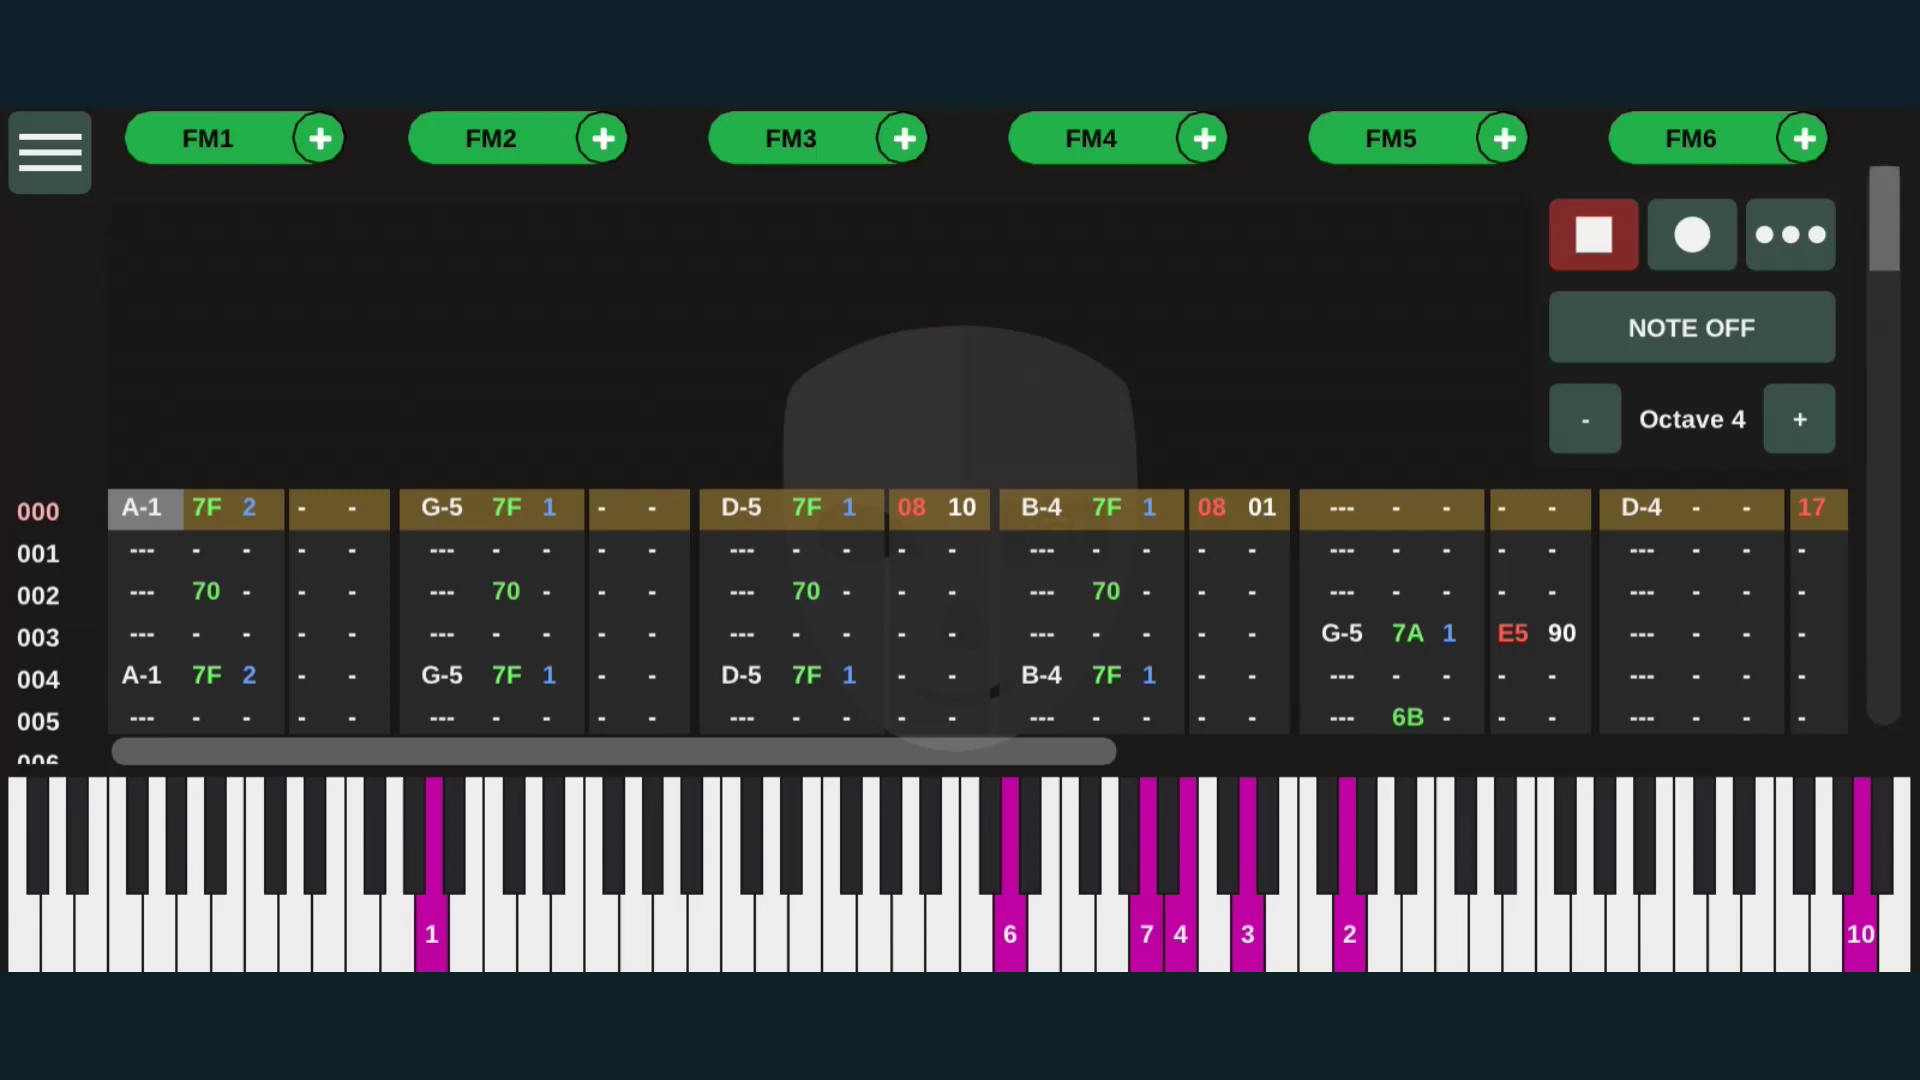 FM1 + FM2 + FM3 + FM4 + FM5 + FM6 +
NOTE OFF
- Octave 4 +
000 A-1 7F 2 - - G-5 7F 1 - - D-5 7F 1 08 10 B-4 7F 1 08 01 --- - - - - D-4 - - 17
001 --- - - - - --- - - - - --- - - - - --- - - - - --- - - - - --- - - -
002 --- 70 - - - --- 70 - - - --- 70 - - - --- 70 - - - --- - - - - --- - - -
003 --- - - - - --- - - - - --- - - - - --- - - - - G-5 7A 1 E5 90 --- - - -
004 A-1 7F 2 - - G-5 7F 1 - - D-5 7F 1 - - B-4 7F 1 - - --- - - - - --- - - -
005 --- - - - - --- - - - - --- - - - - --- - - - - --- 6B - - - --- - - -
006
1 6 7 4 3 2 10